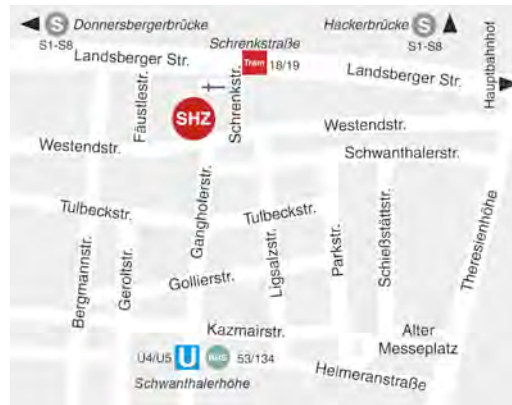 S Donnersbergerbrücke
S1-S8
Hackerbrücke S
S1-S8
Schrenkstraße
Landsberger Str.
Tram 18/19
Landsberger Str.
Hauptbahnhof
Fäustlestr.
SHZ
Schrenkstr.
Westendstr.
Westendstr.
Schwanthalerstr.
Tulbeckstr.
Ganghoferstr.
Tulbeckstr.
Bergmannstr.
Geroltstr.
Gollierstr.
Ligsalzstr.
Parkstr.
Schießstättstr.
Theresienhöhe
Kazmairstr.
Alter
Messeplatz
U4/U5 U BUS 53/134
Schwanthalerhöhe
Heimeranstraße